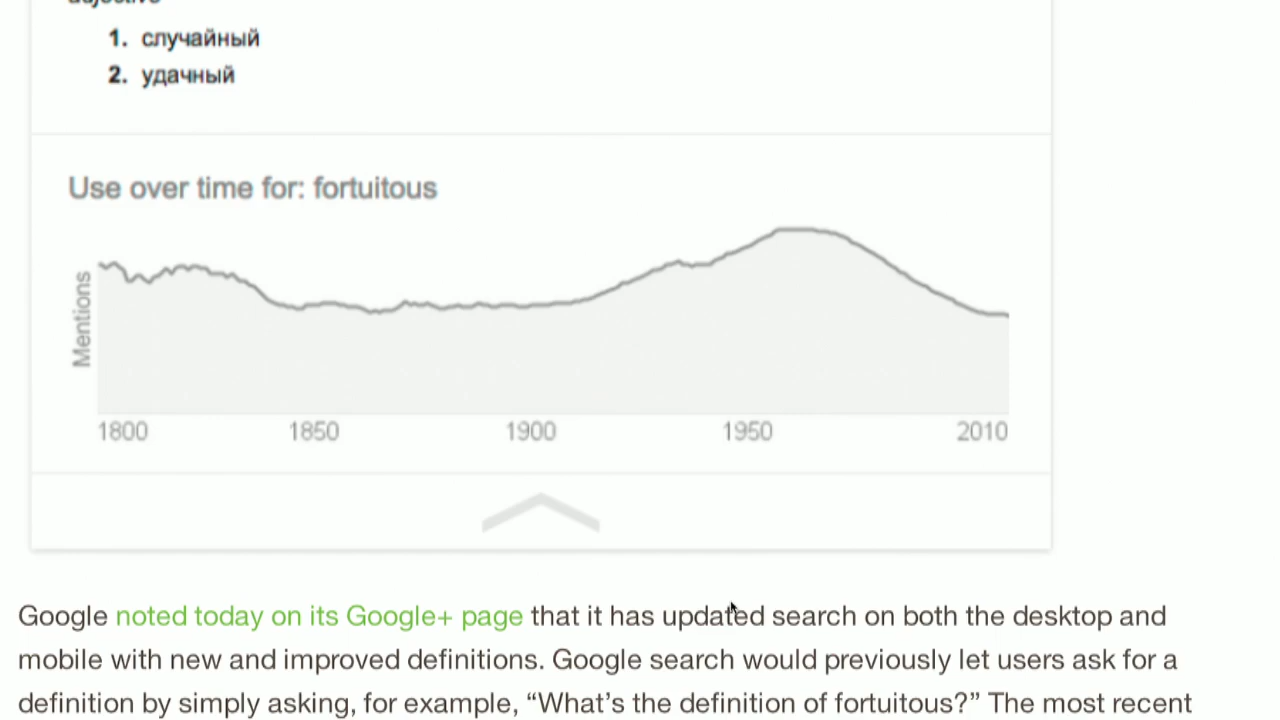 adjective
1. случайный
2. удачный
Use over time for: fortuitous
Mentions
1800 1850 1900 1950 2010
Google noted today on its Google+ page that it has updated search on both the desktop and
mobile with new and improved definitions. Google search would previously let users ask for a
definition by simply asking, for example, “What’s the definition of fortuitous?” The most recent